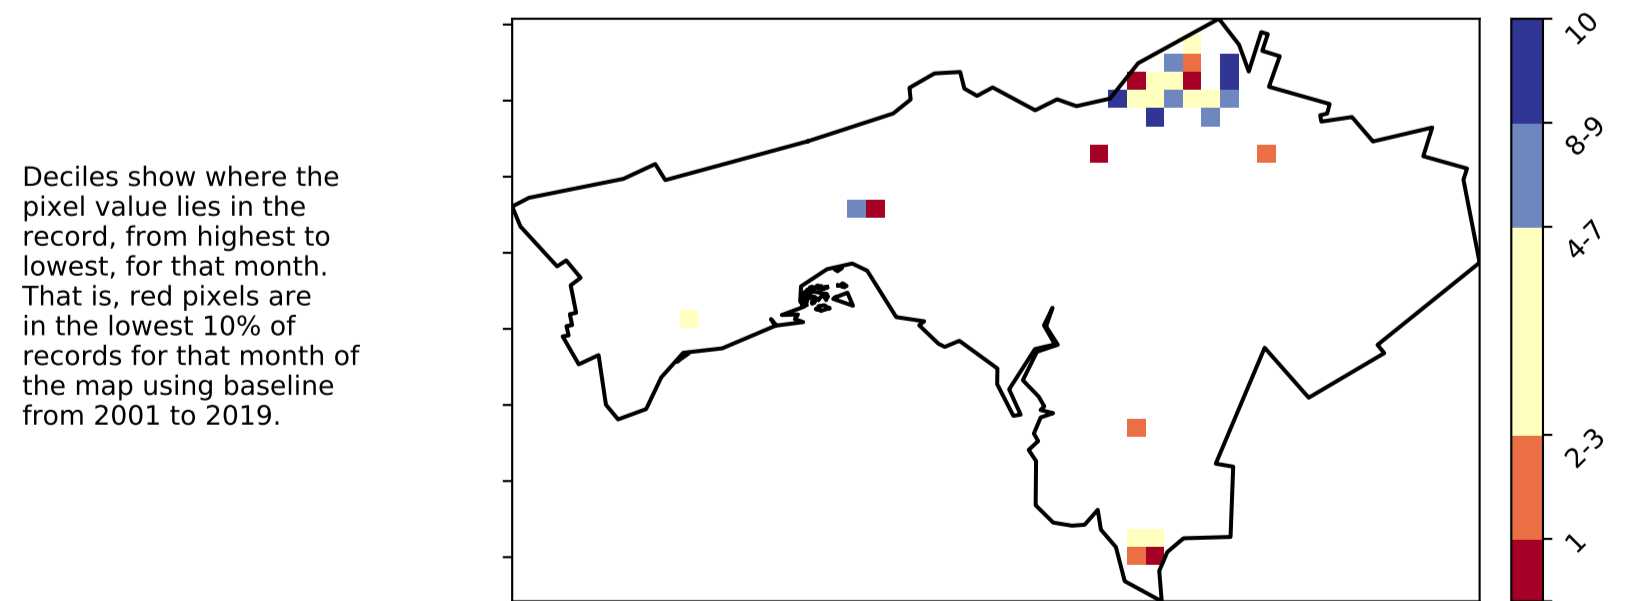 Deciles show where the
pixel value lies in the
record, from highest to
lowest, for that month.
That is, red pixels are
in the lowest 10% of
records for that month of
the map using baseline
from 2001 to 2019.
10
8-9
4-7
2-3
1